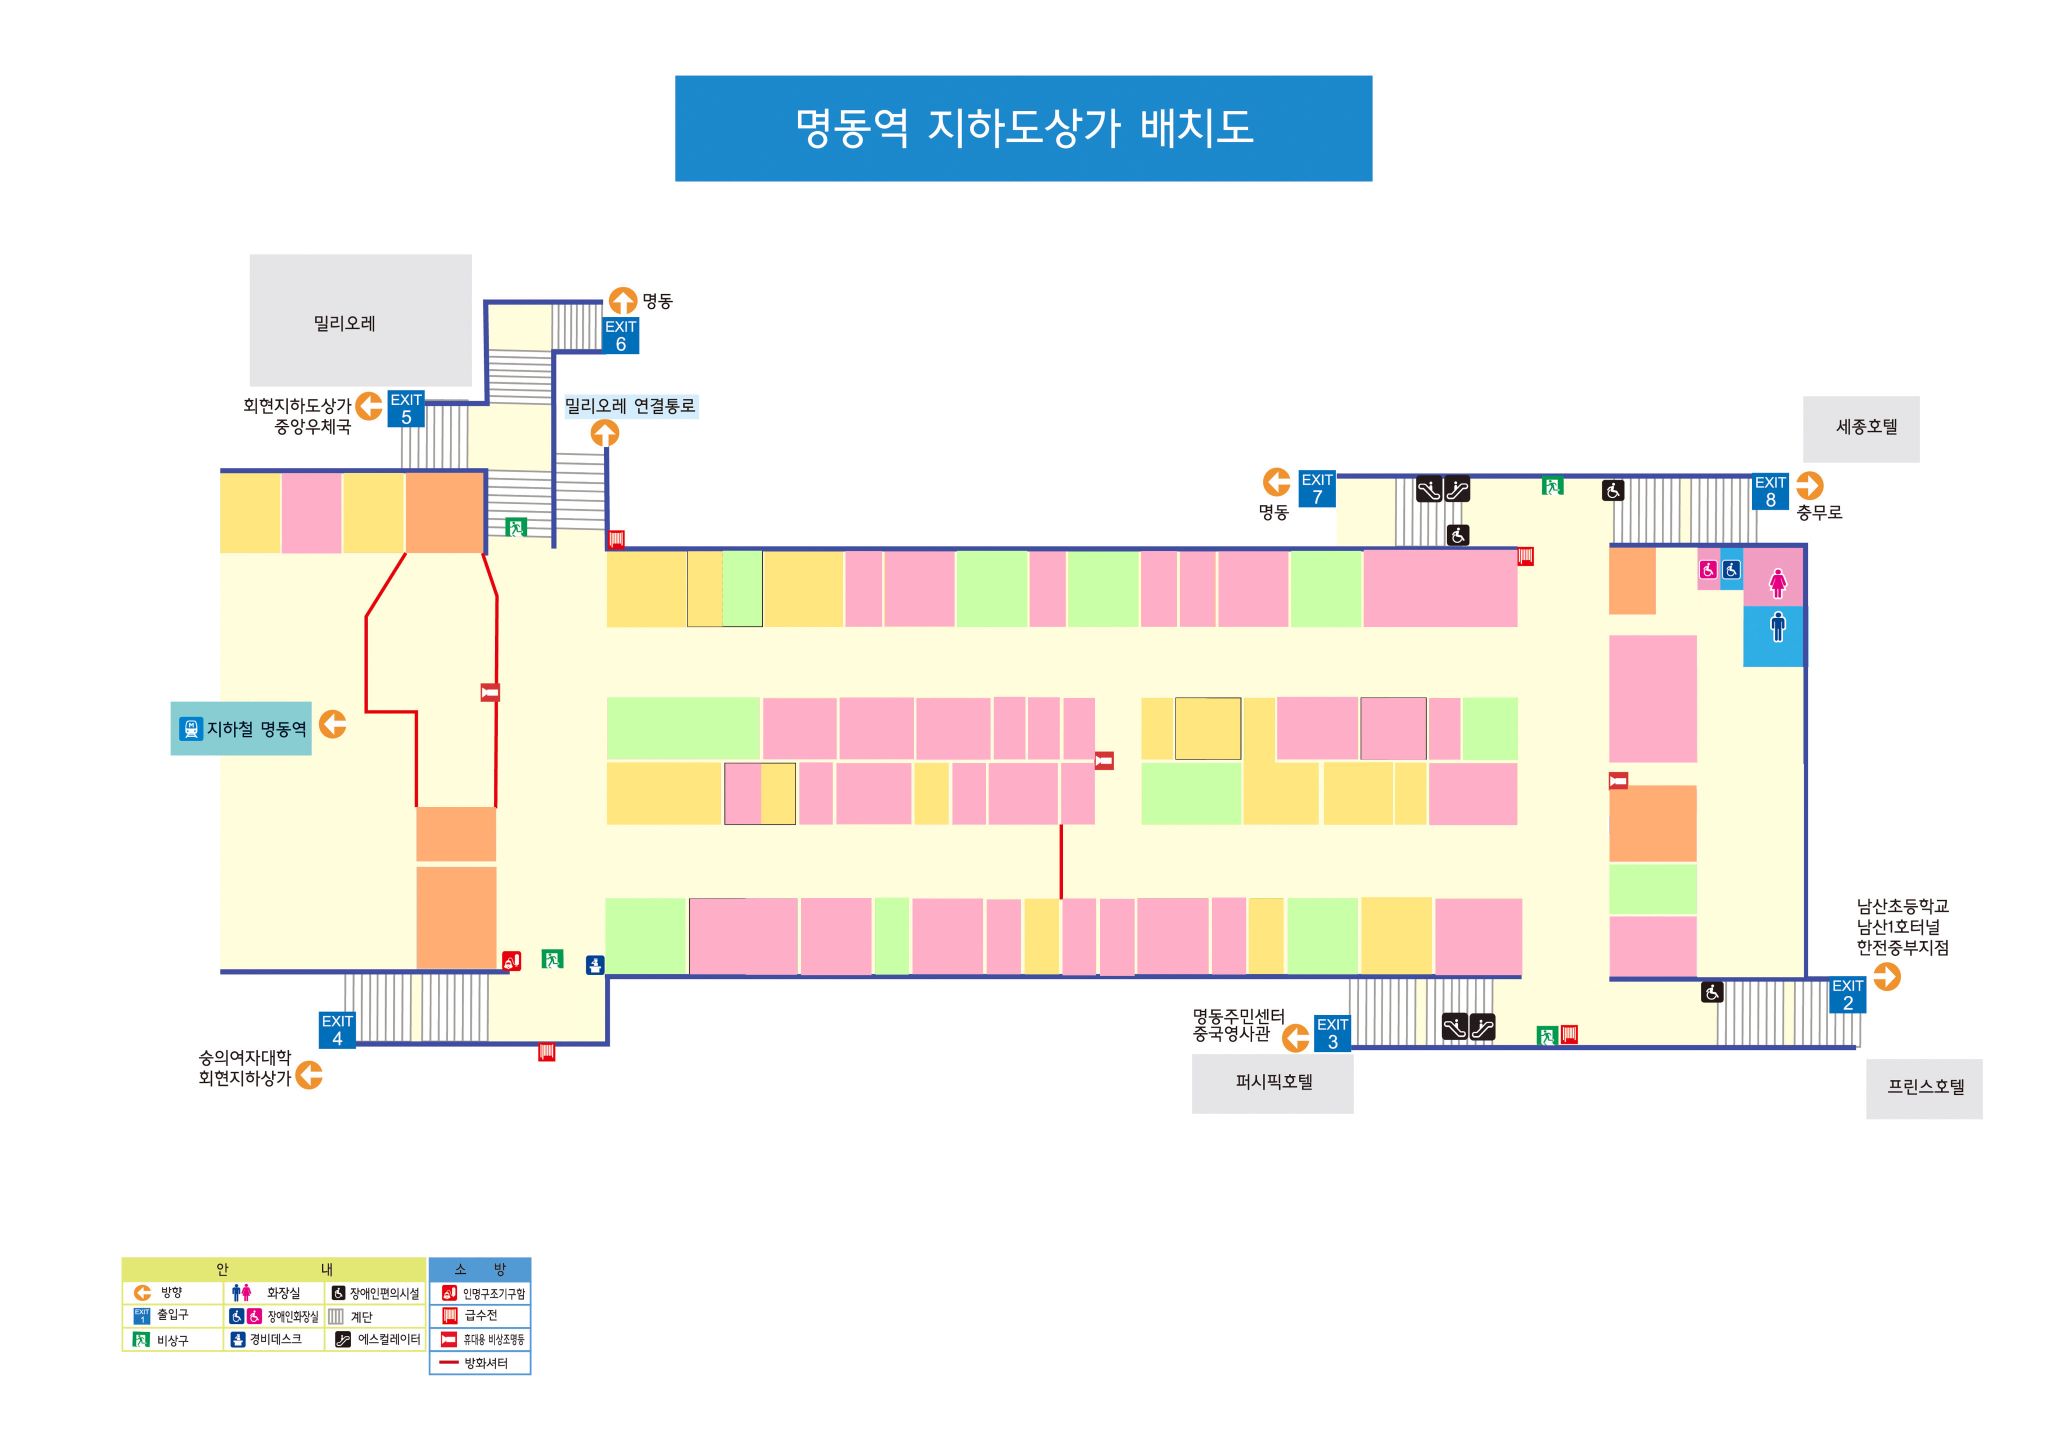 명동역 지하도상가 배치도
밀리오레
명동
EXIT
6
회현지하도상가
중앙우체국
EXIT
5
밀리오레 연결통로
세종호텔
EXIT
7
명동
EXIT
8
충무로
지하철 명동역
남산초등학교
남산1호터널
한전중부지점
EXIT
2
명동주민센터
중국영사관
EXIT
3
EXIT
4
숭의여자대학
회현지하상가
퍼시픽호텔
프린스호텔
안 내
방향
화장실
장애인편의시설
EXIT
1
출입구
장애인화장실
계단
비상구
경비데스크
에스컬레이터
소 방
인명구조기구함
급수전
휴대용 비상조명등
방화셔터